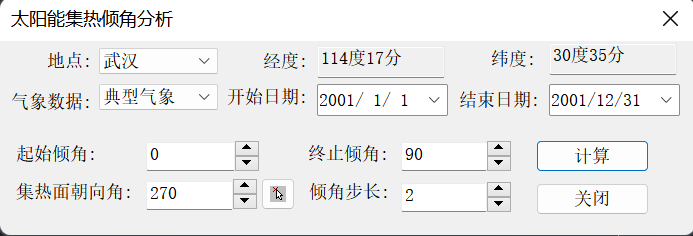 太阳能集热倾角分析
地点: 武汉 经度: 114度17分 纬度: 30度35分
气象数据: 典型气象 开始日期: 2001/ 1/ 1 结束日期: 2001/12/31
起始倾角: 0 终止倾角: 90 计算
集热面朝向角: 270 倾角步长: 2 关闭